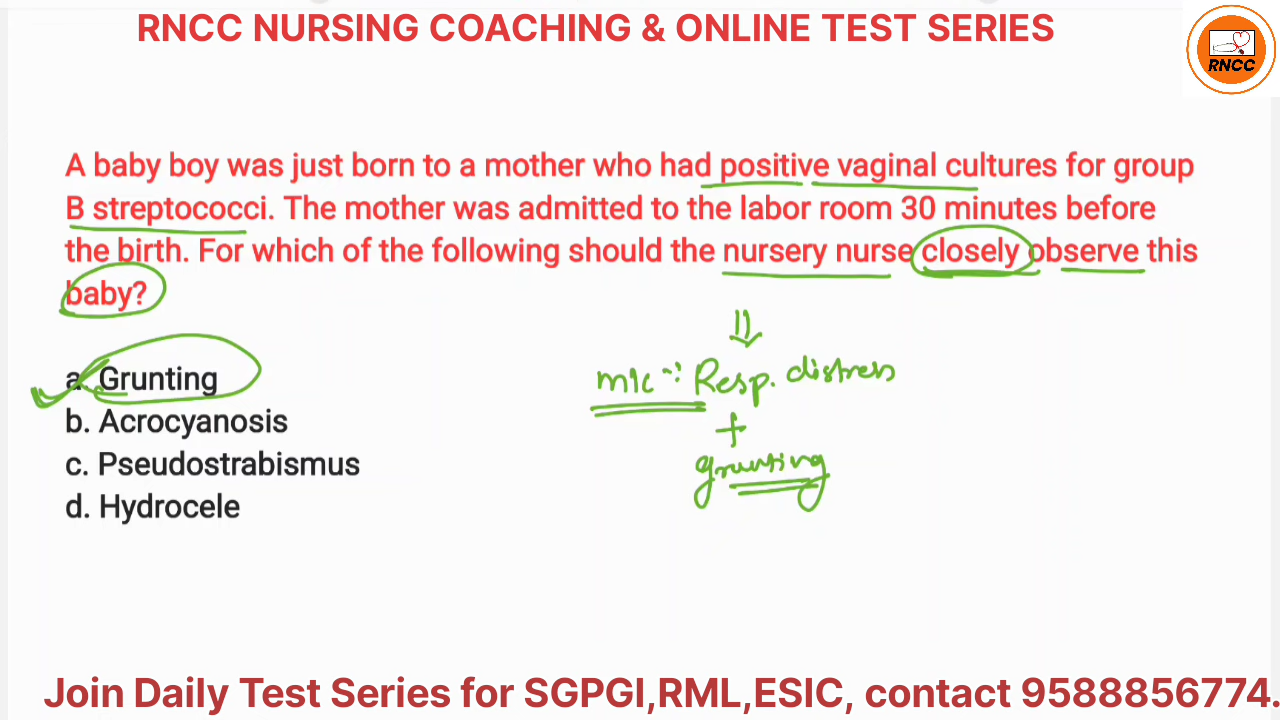 RNCC NURSING COACHING & ONLINE TEST SERIES
RNCC
A baby boy was just born to a mother who had positive vaginal cultures for group
B streptococci. The mother was admitted to the labor room 30 minutes before
the birth. For which of the following should the nursery nurse closely observe this
baby?
a. Grunting
b. Acrocyanosis
c. Pseudostrabismus
d. Hydrocele
⇓
m/c ∵ Resp. distress
+
grunting
Join Daily Test Series for SGPGI,RML,ESIC, contact 9588856774.